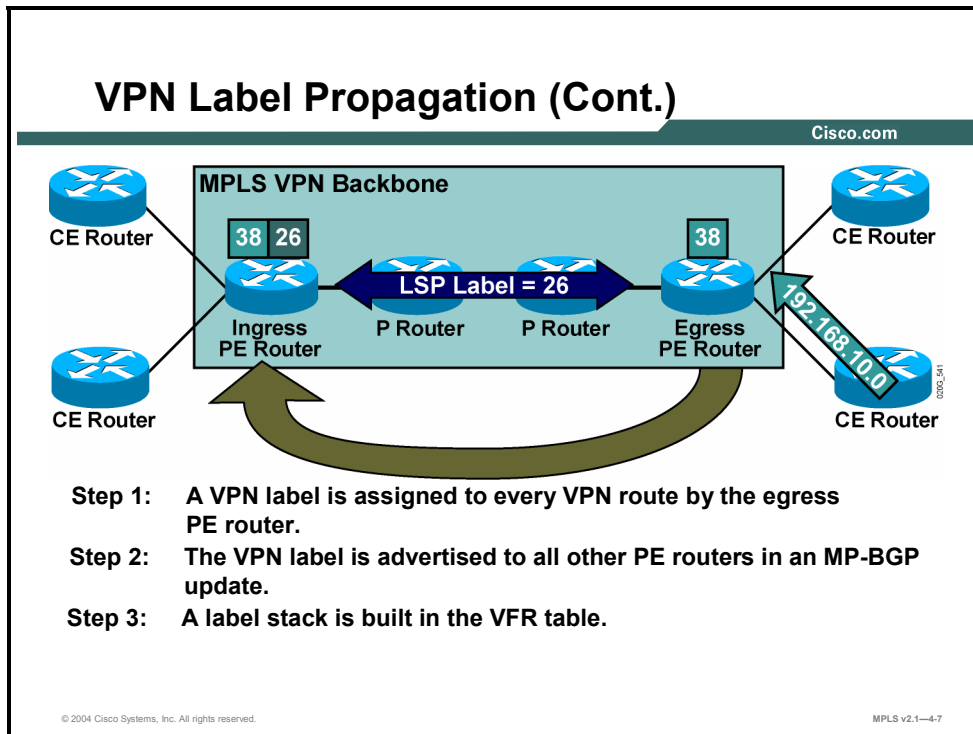 VPN Label Propagation (Cont.)
Cisco.com
MPLS VPN Backbone
CE Router
38 26
38
CE Router
LSP Label = 26
Ingress
PE Router
P Router
P Router
Egress
PE Router
192.168.10.0
CE Router
CE Router
020G_541
Step 1: A VPN label is assigned to every VPN route by the egress
PE router.
Step 2: The VPN label is advertised to all other PE routers in an MP-BGP
update.
Step 3: A label stack is built in the VFR table.
© 2004 Cisco Systems, Inc. All rights reserved.
MPLS v2.1—4-7